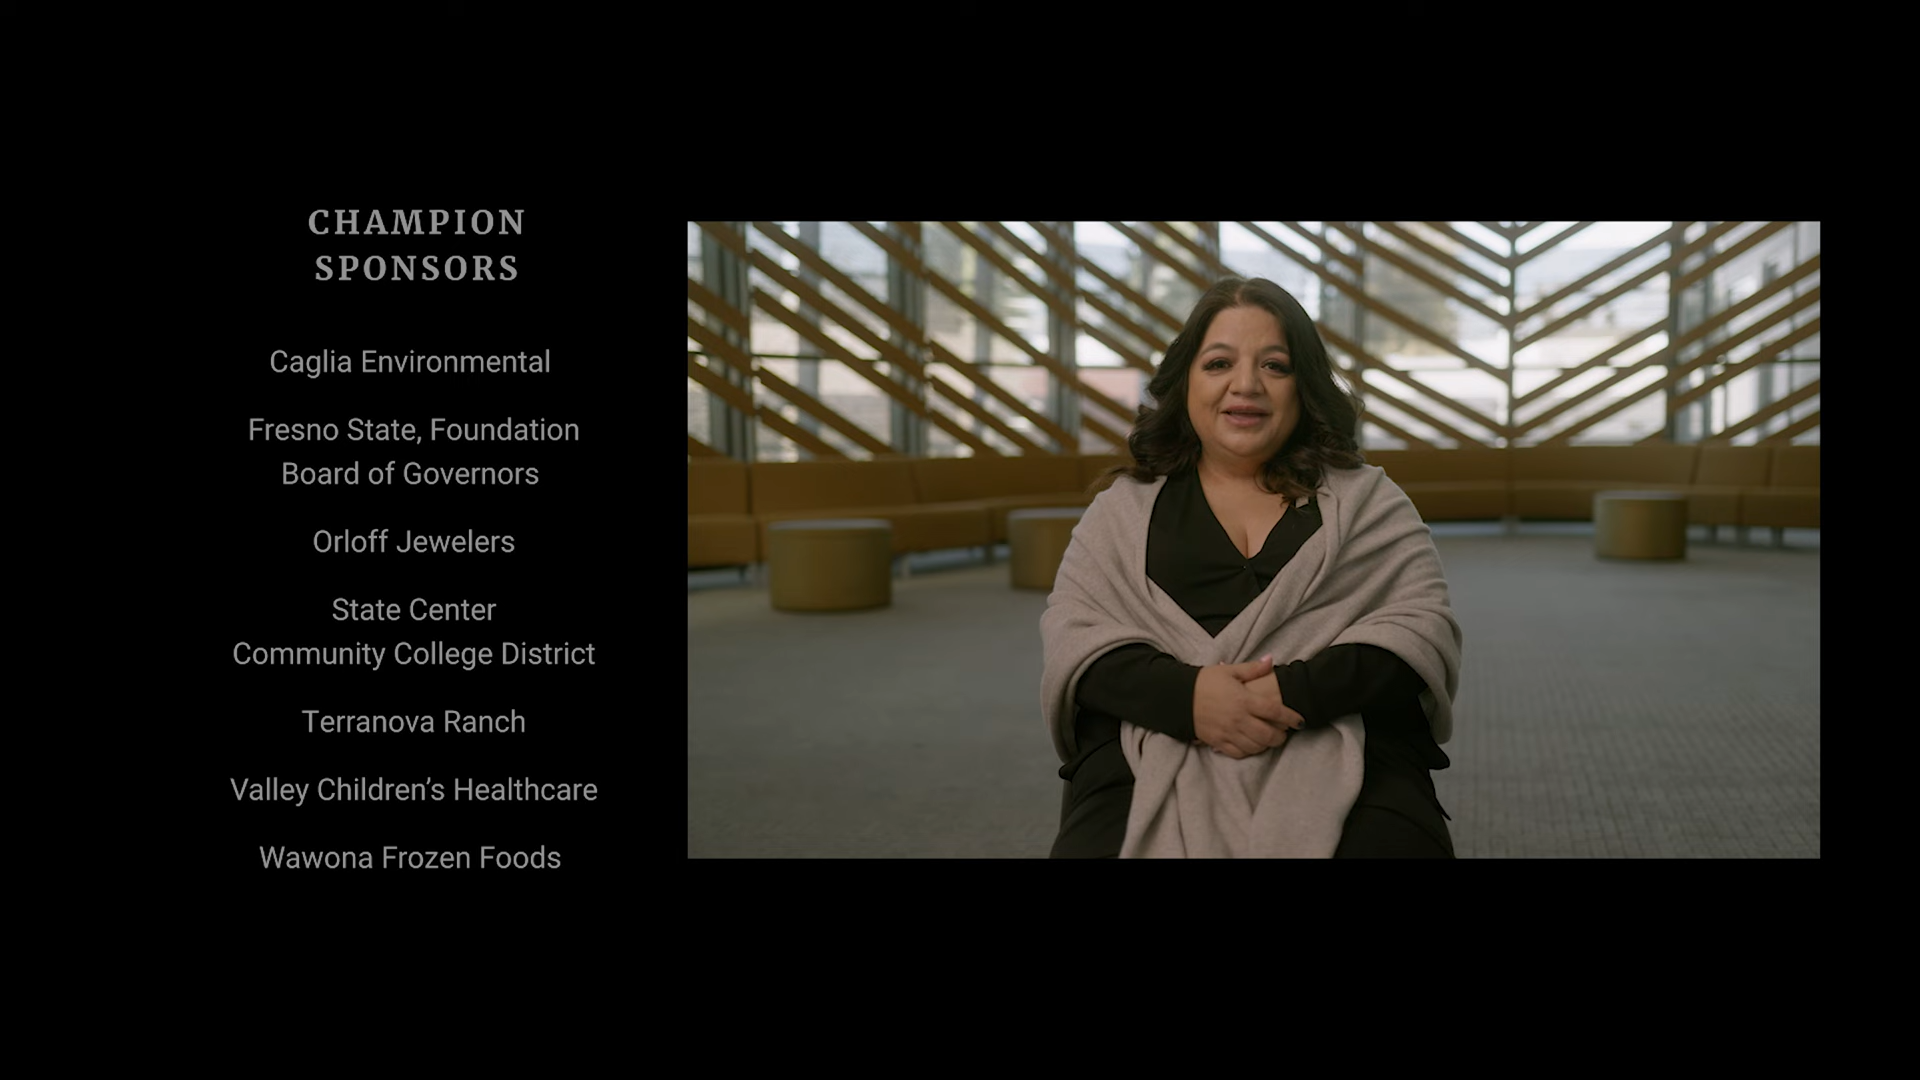 CHAMPION
SPONSORS
Caglia Environmental
Fresno State, Foundation
Board of Governors
Orloff Jewelers
State Center
Community College District
Terranova Ranch
Valley Children’s Healthcare
Wawona Frozen Foods